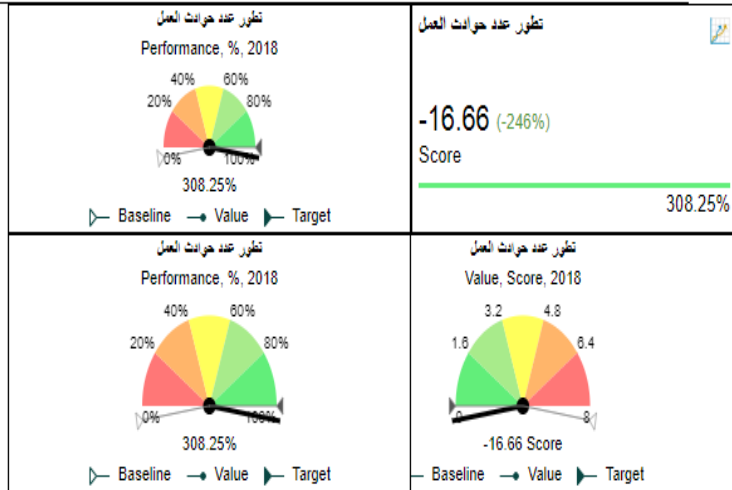 تطور عدد حوادث العمل
Performance, %, 2018
40% 60%
20% 80%
0% 100%
308.25%
Baseline Value Target
تطور عدد حوادث العمل
-16.66 (-246%)
Score
308.25%
تطور عدد حوادث العمل
Performance, %, 2018
40% 60%
20% 80%
0% 100%
308.25%
Baseline Value Target
تطور عدد حوادث العمل
Value, Score, 2018
3.2 4.8
1.6 6.4
0 8
-16.66 Score
Baseline Value Target